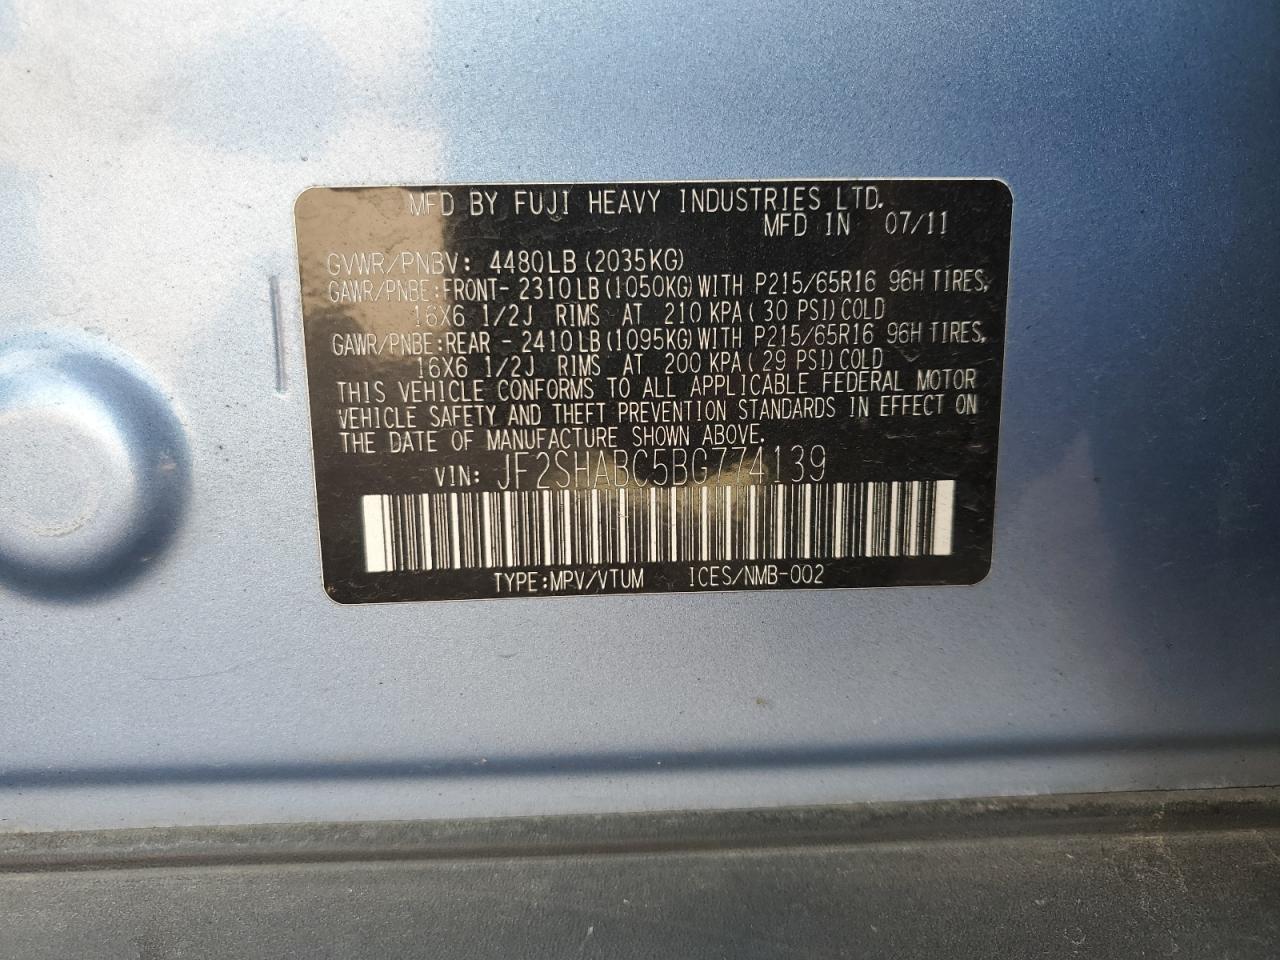 MFD BY FUJI HEAVY INDUSTRIES LTD.
MFD IN 07/11
GVWR/PNBV: 4480LB (2035KG)
GAWR/PNBE:FRONT- 2310LB (1050KG) WITH P215/65R16 96H TIRES,
16X6 1/2J RIMS AT 210 KPA( 30 PSI) COLD
GAWR/PNBE:REAR - 2410LB (1095KG) WITH P215/65R16 96H TIRES,
16X6 1/2J RIMS AT 200 KPA( 29 PSI) COLD
THIS VEHICLE CONFORMS TO ALL APPLICABLE FEDERAL MOTOR
VEHICLE SAFETY AND THEFT PREVENTION STANDARDS IN EFFECT ON
THE DATE OF MANUFACTURE SHOWN ABOVE.
VIN: JF2SHABC5BG774139
TYPE:MPV/VTUM ICES/NMB-002